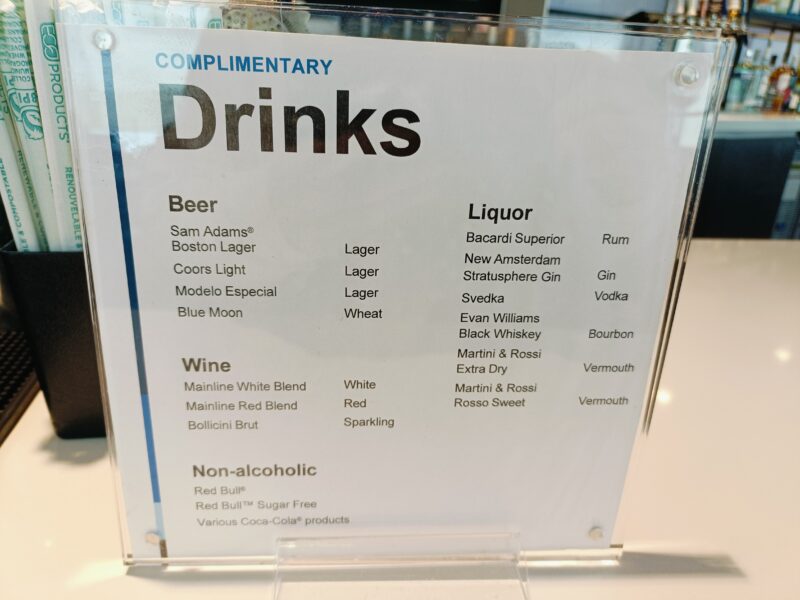 COMPLIMENTARY
Drinks
Beer
Sam Adams®
Boston Lager Lager
Coors Light Lager
Modelo Especial Lager
Blue Moon Wheat
Wine
Mainline White Blend White
Mainline Red Blend Red
Bollicini Brut Sparkling
Non-alcoholic
Red Bull®
Red Bull™ Sugar Free
Various Coca-Cola® products
Liquor
Bacardi Superior Rum
New Amsterdam
Stratusphere Gin Gin
Svedka Vodka
Evan Williams
Black Whiskey Bourbon
Martini & Rossi
Extra Dry Vermouth
Martini & Rossi
Rosso Sweet Vermouth
PRODUCTS
RENOUVELABLE